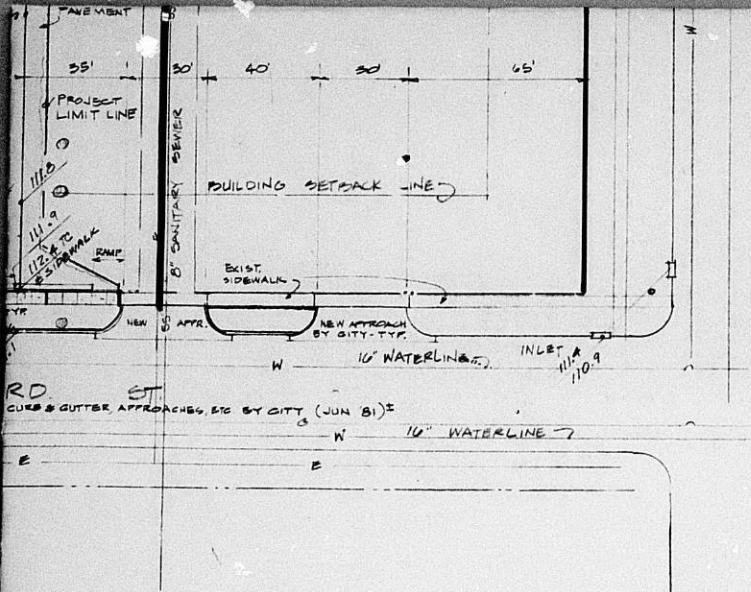 PAVEMENT
35'
30'
40'
30'
65'
PROJECT
LIMIT LINE
111.8
111.9
112.4 TC
SIDEWALK
RAMP
8" SANITARY SEWER
BUILDING SETBACK LINE
EXIST.
SIDEWALK
TYP.
NEW APPR.
SS
NEW APPROACH
BY CITY-TYP.
W
16" WATERLINE
INLET
111.4
110.9
RD. ST.
CURB & GUTTER, APPROACHES, ETC BY CITY (JUN '81)±
W
16" WATERLINE
E
E